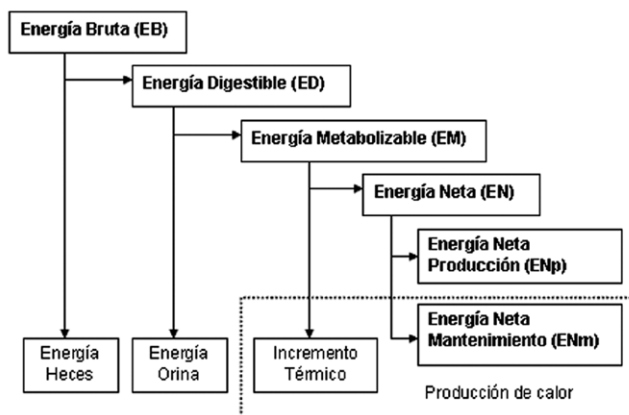 Energía Bruta (EB)
Energía Digestible (ED)
Energía Metabolizable (EM)
Energía Neta (EN)
Energía Neta
Producción (ENp)
Energía Neta
Mantenimiento (ENm)
Energía
Heces
Energía
Orina
Incremento
Térmico
Producción de calor